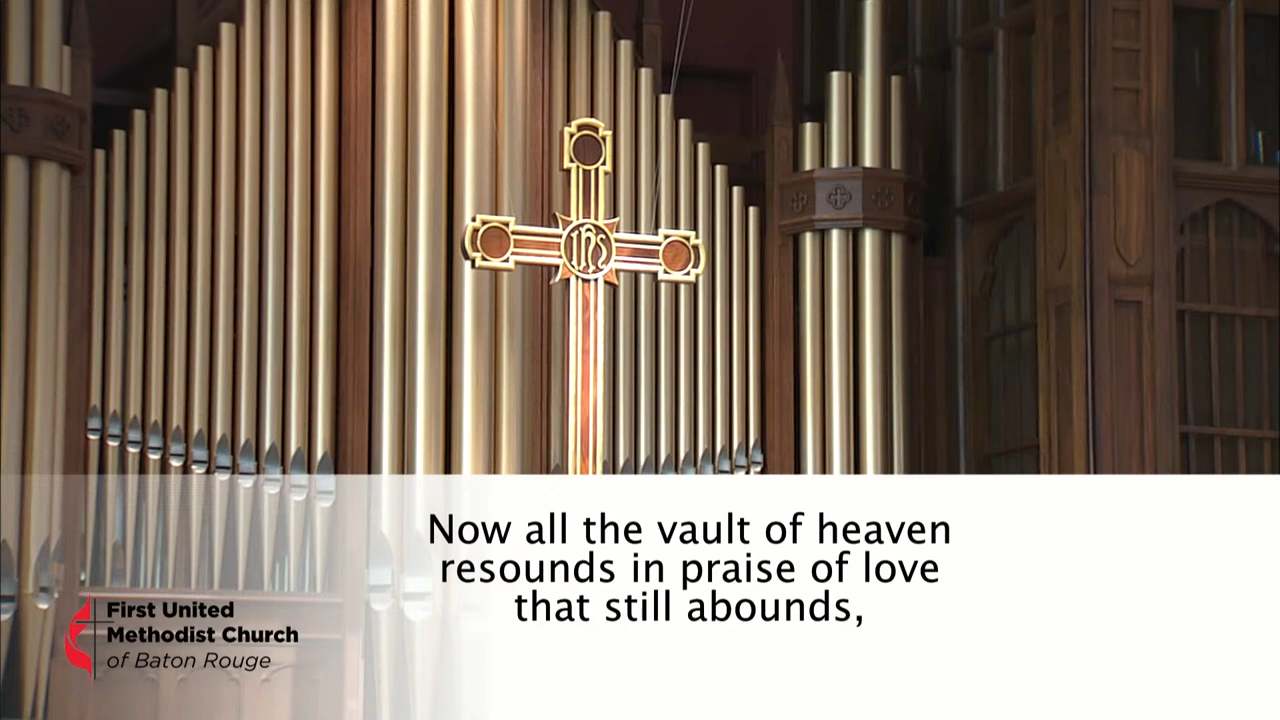 IHS
Now all the vault of heaven
resounds in praise of love
that still abounds,
First United
Methodist Church
of Baton Rouge